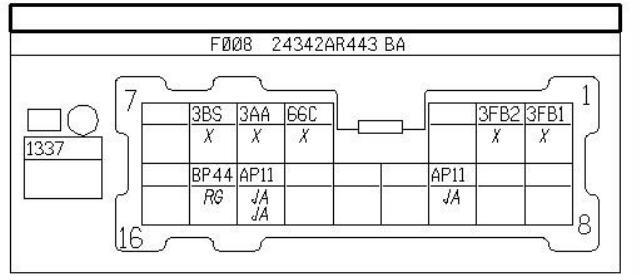 F008 24342AR443 BA
7 3BS 3AA 66C 3FB2 3FB1 1
X X X X X
1337
BP44 AP11 AP11
RG JA JA
JA
16 8